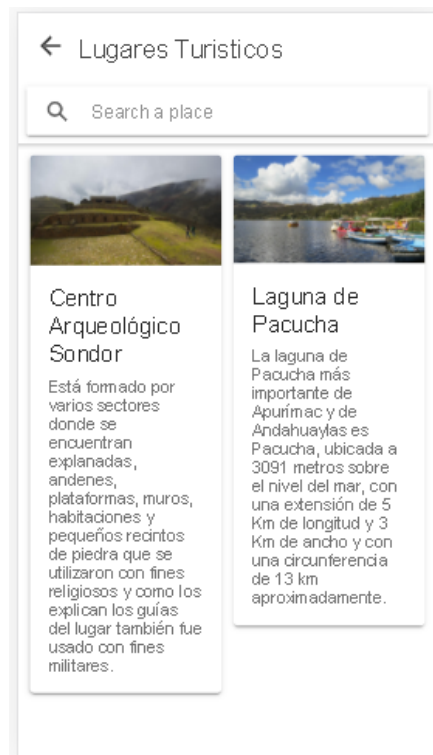 Lugares Turisticos
Search a place
Centro
Arqueológico
Sondor
Está formado por
varios sectores
donde se
encuentran
explanadas,
andenes,
plataformas, muros,
habitaciones y
pequeños recintos
de piedra que se
utilizaron con fines
religiosos y como los
explican los guías
del lugar también fue
usado con fines
militares.
Laguna de
Pacucha
La laguna de
Pacucha más
importante de
Apurímac y de
Andahuaylas es
Pacucha, ubicada a
3091 metros sobre
el nivel del mar, con
una extensión de 5
Km de longitud y 3
Km de ancho y con
una circunferencia
de 13 km
aproximadamente.